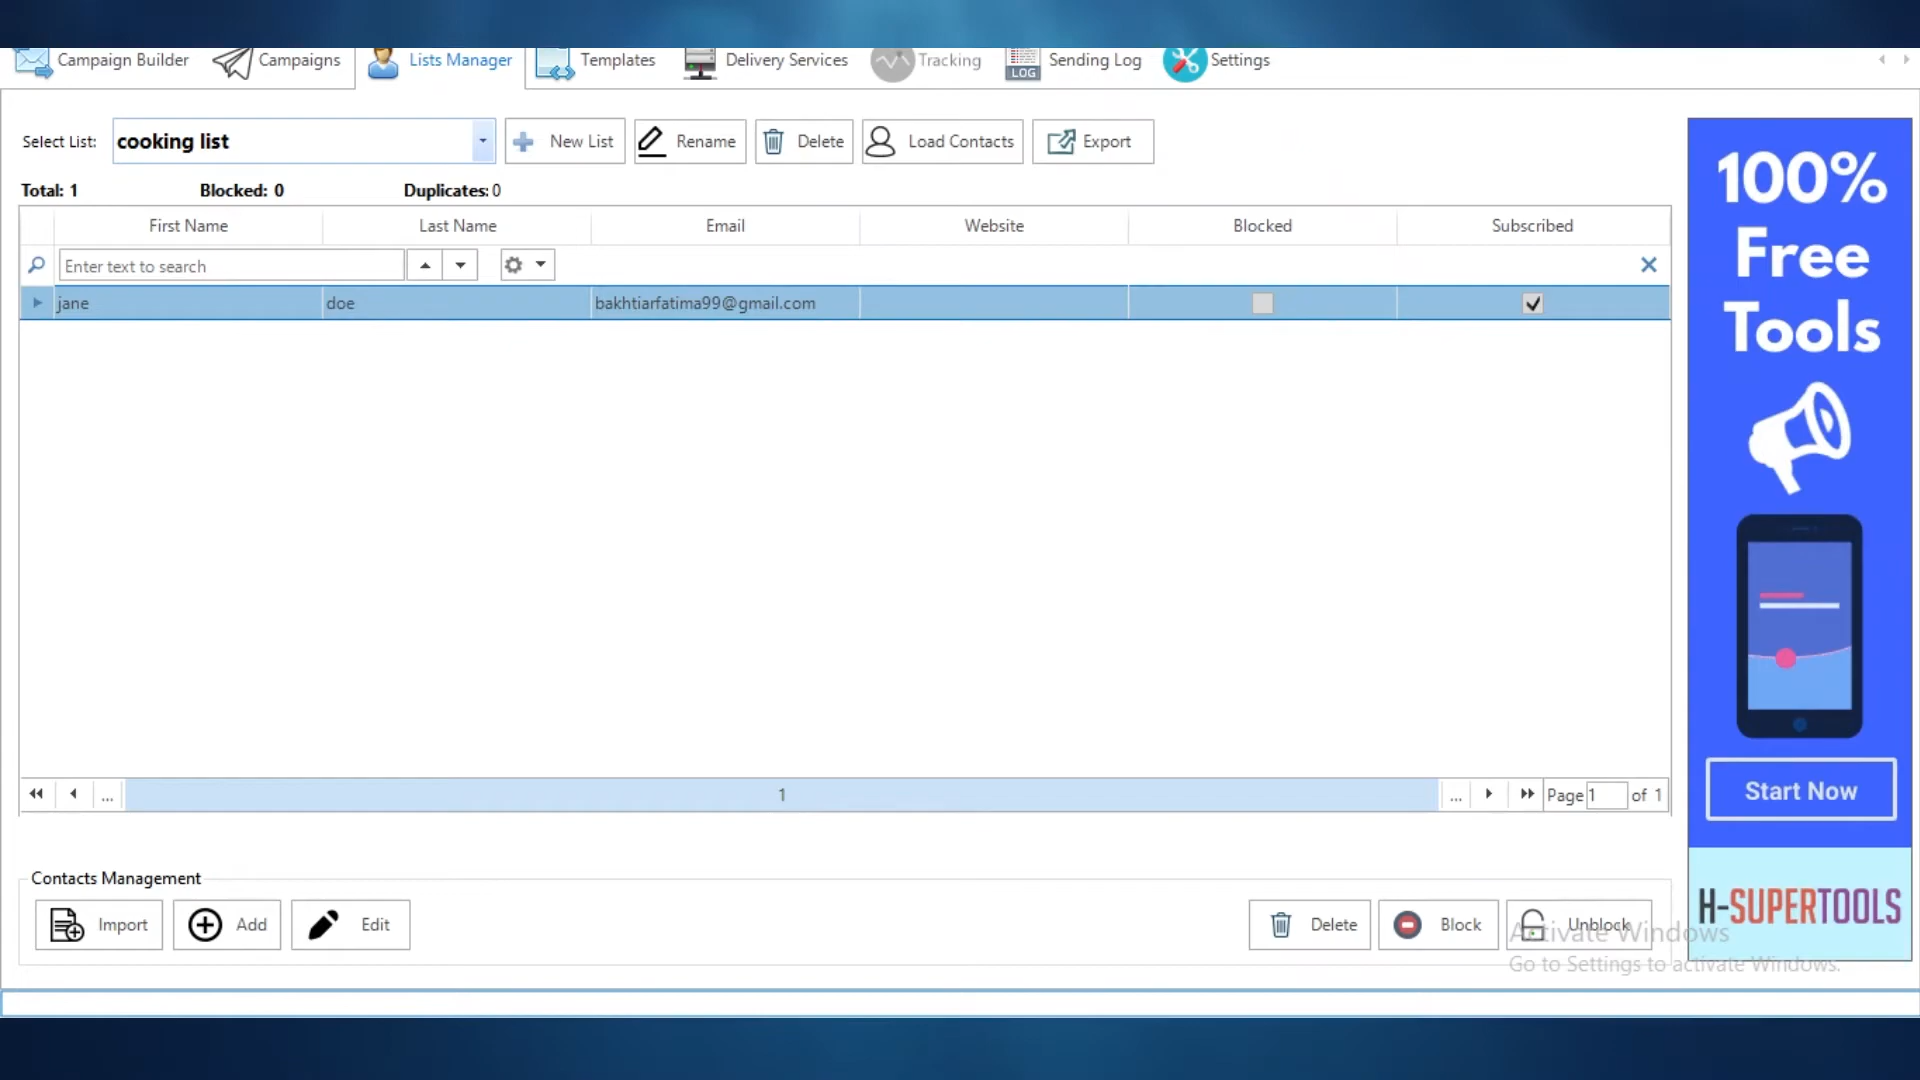 Campaign Builder Campaigns Lists Manager Templates Delivery Services Tracking LOG Sending Log Settings
Select List: cooking list New List Rename Delete Load Contacts Export
Total: 1 Blocked: 0 Duplicates: 0
First Name Last Name Email Website Blocked Subscribed
Enter text to search
jane doe bakhtiarfatima99@gmail.com
... 1 ... Page 1 of 1
Contacts Management
Import Add Edit Delete Block Unblock
100%
Free
Tools
Start Now
H-SUPERTOOLS
Activate Windows
Go to Settings to activate Windows.